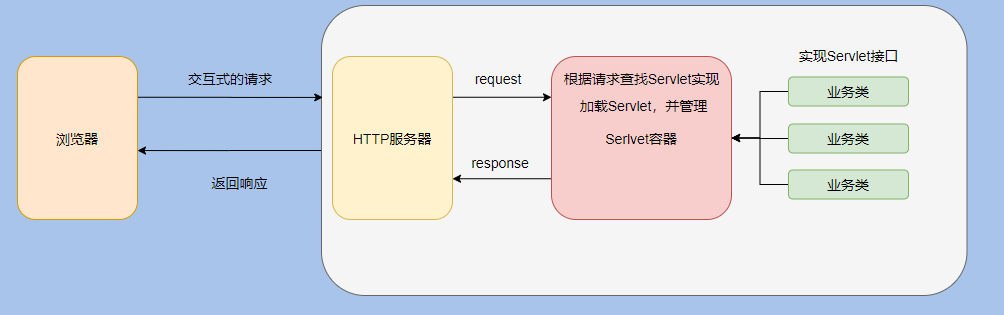 浏览器
交互式的请求
返回响应
HTTP服务器
request
response
根据请求查找Servlet实现
加载Servlet，并管理
Serlvet容器
实现Servlet接口
业务类
业务类
业务类